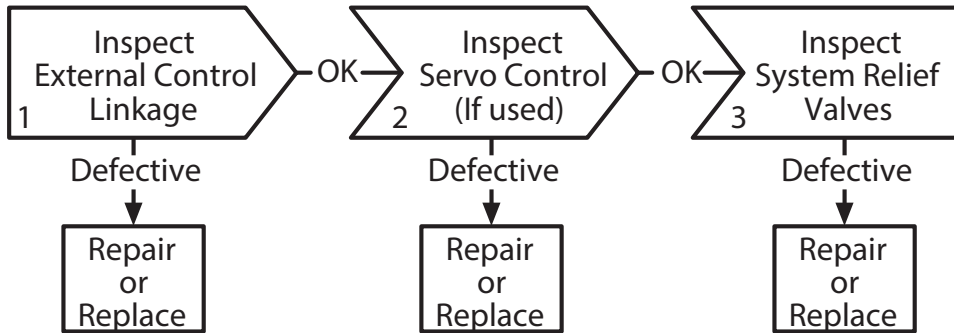 Inspect
External Control
Linkage
1
OK
Inspect
Servo Control
(If used)
2
OK
Inspect
System Relief
Valves
3
Defective
Defective
Defective
Repair
or
Replace
Repair
or
Replace
Repair
or
Replace